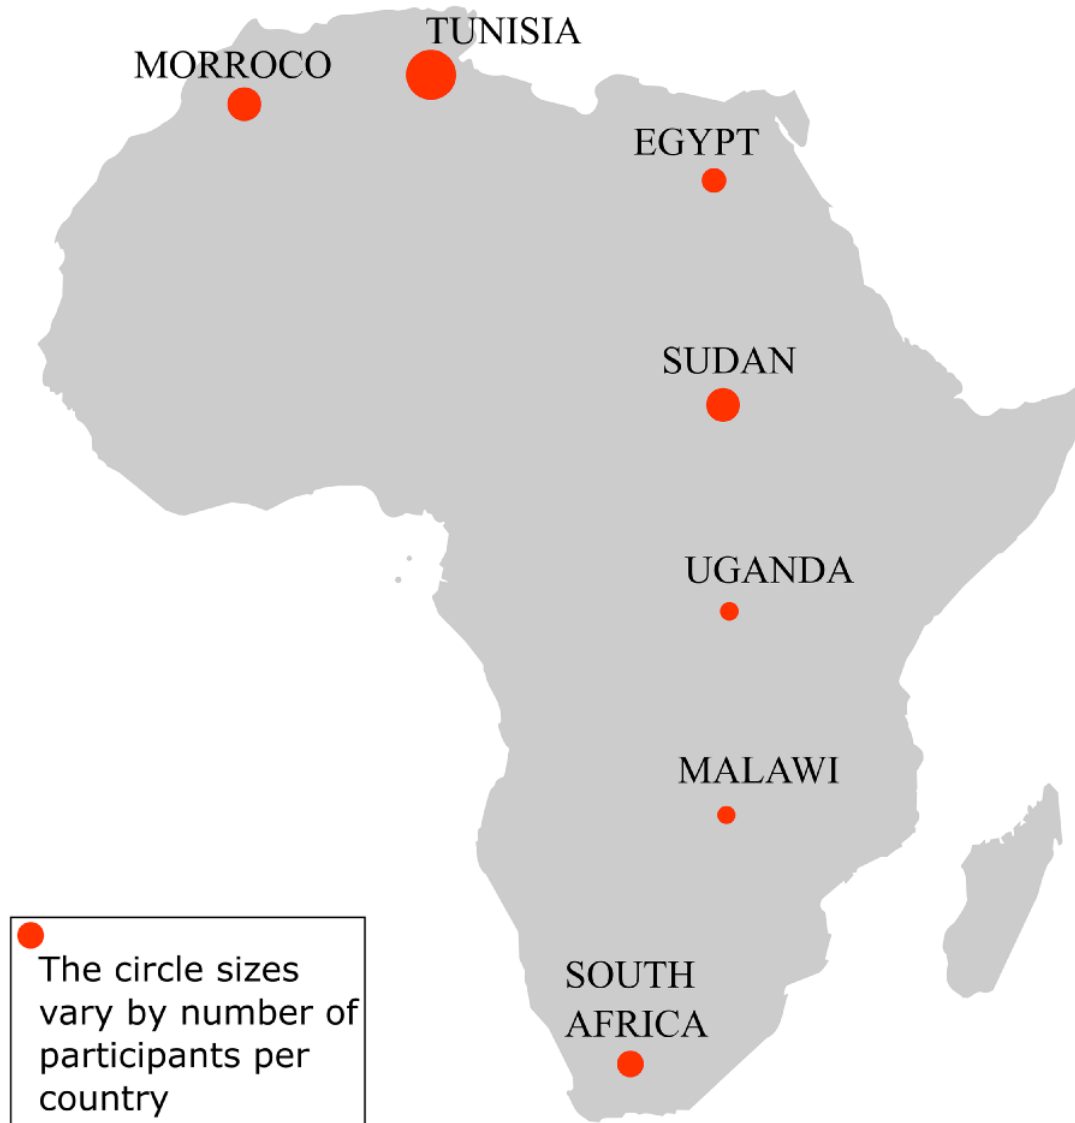 TUNISIA
MORROCO
EGYPT
SUDAN
UGANDA
MALAWI
SOUTH
AFRICA
The circle sizes
vary by number of
participants per
country